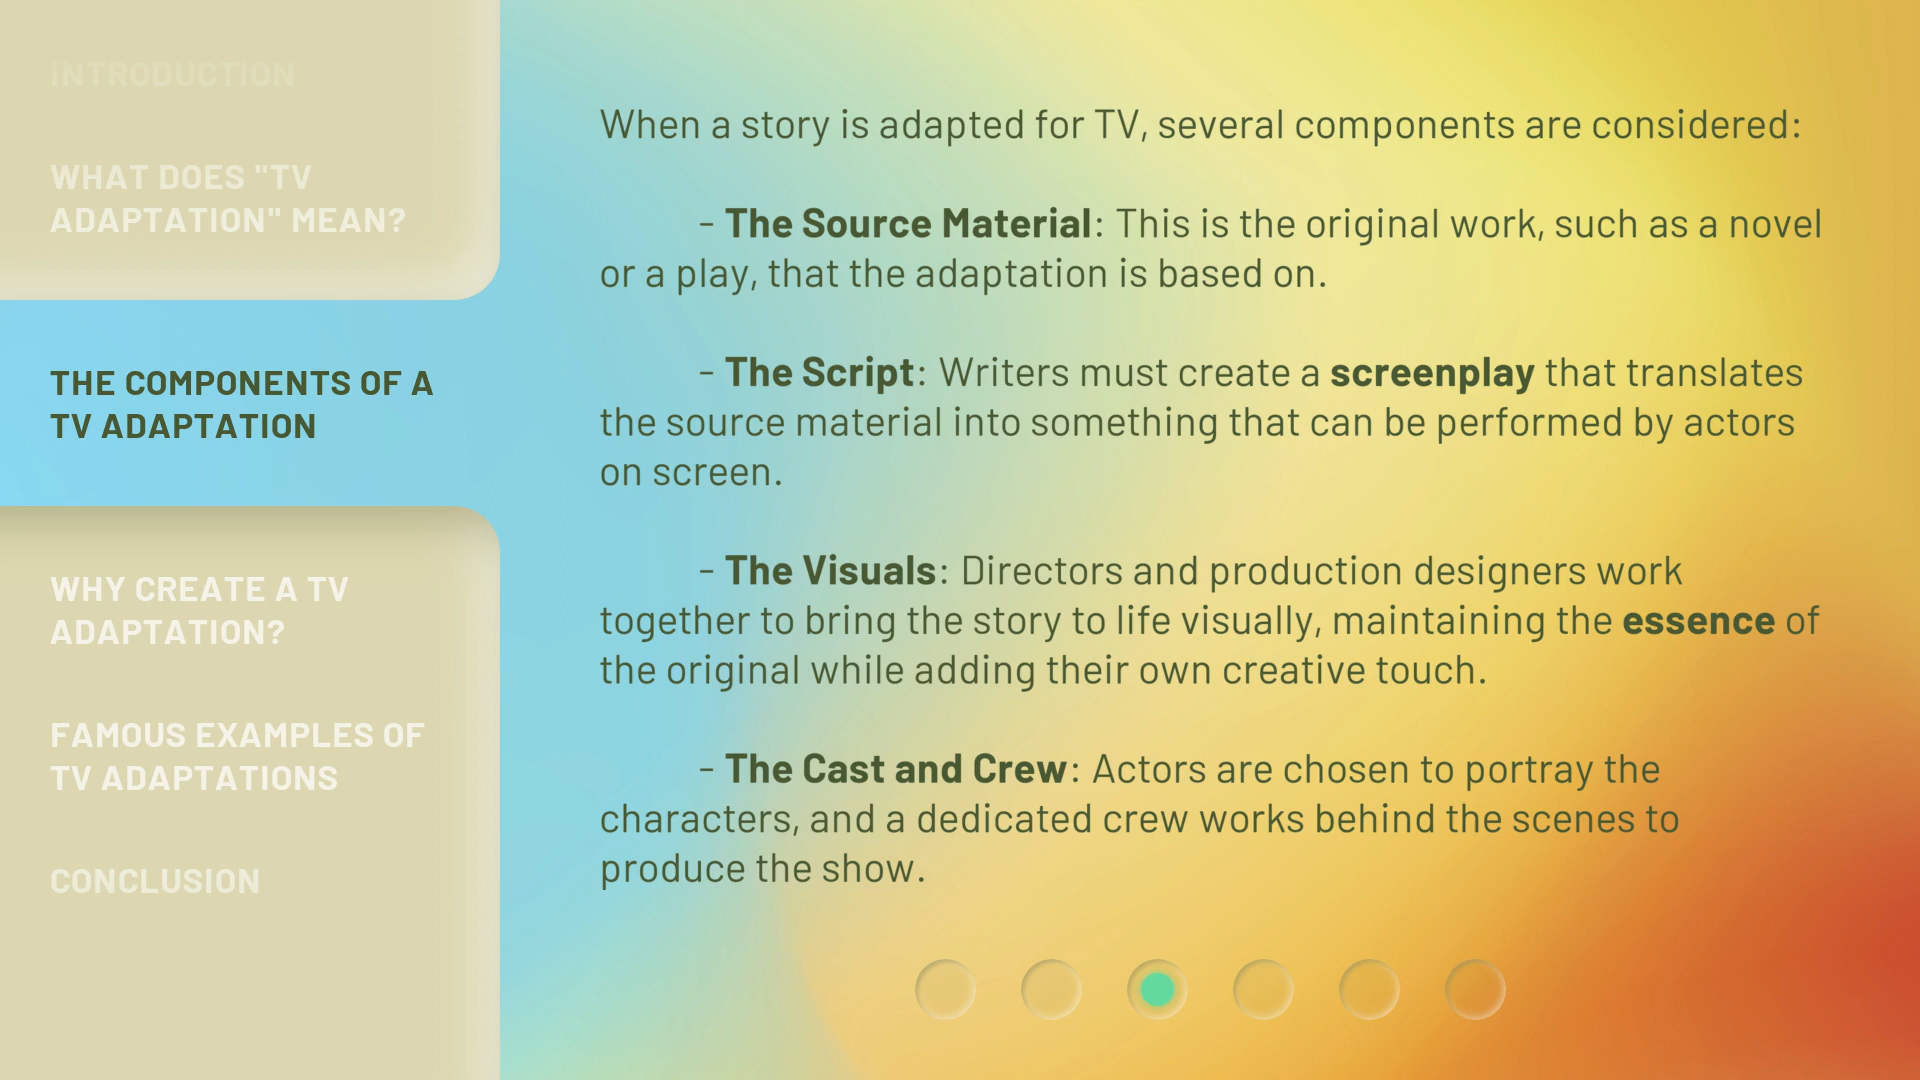 INTRODUCTION
WHAT DOES "TV
ADAPTATION" MEAN?
THE COMPONENTS OF A
TV ADAPTATION
WHY CREATE A TV
ADAPTATION?
FAMOUS EXAMPLES OF
TV ADAPTATIONS
CONCLUSION
When a story is adapted for TV, several components are considered:
- The Source Material: This is the original work, such as a novel
or a play, that the adaptation is based on.
- The Script: Writers must create a screenplay that translates
the source material into something that can be performed by actors
on screen.
- The Visuals: Directors and production designers work
together to bring the story to life visually, maintaining the essence of
the original while adding their own creative touch.
- The Cast and Crew: Actors are chosen to portray the
characters, and a dedicated crew works behind the scenes to
produce the show.